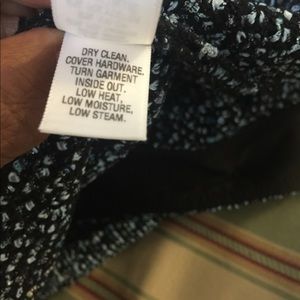 DRY CLEAN.
COVER HARDWARE.
TURN GARMENT
INSIDE OUT.
LOW HEAT,
LOW MOISTURE,
LOW STEAM.